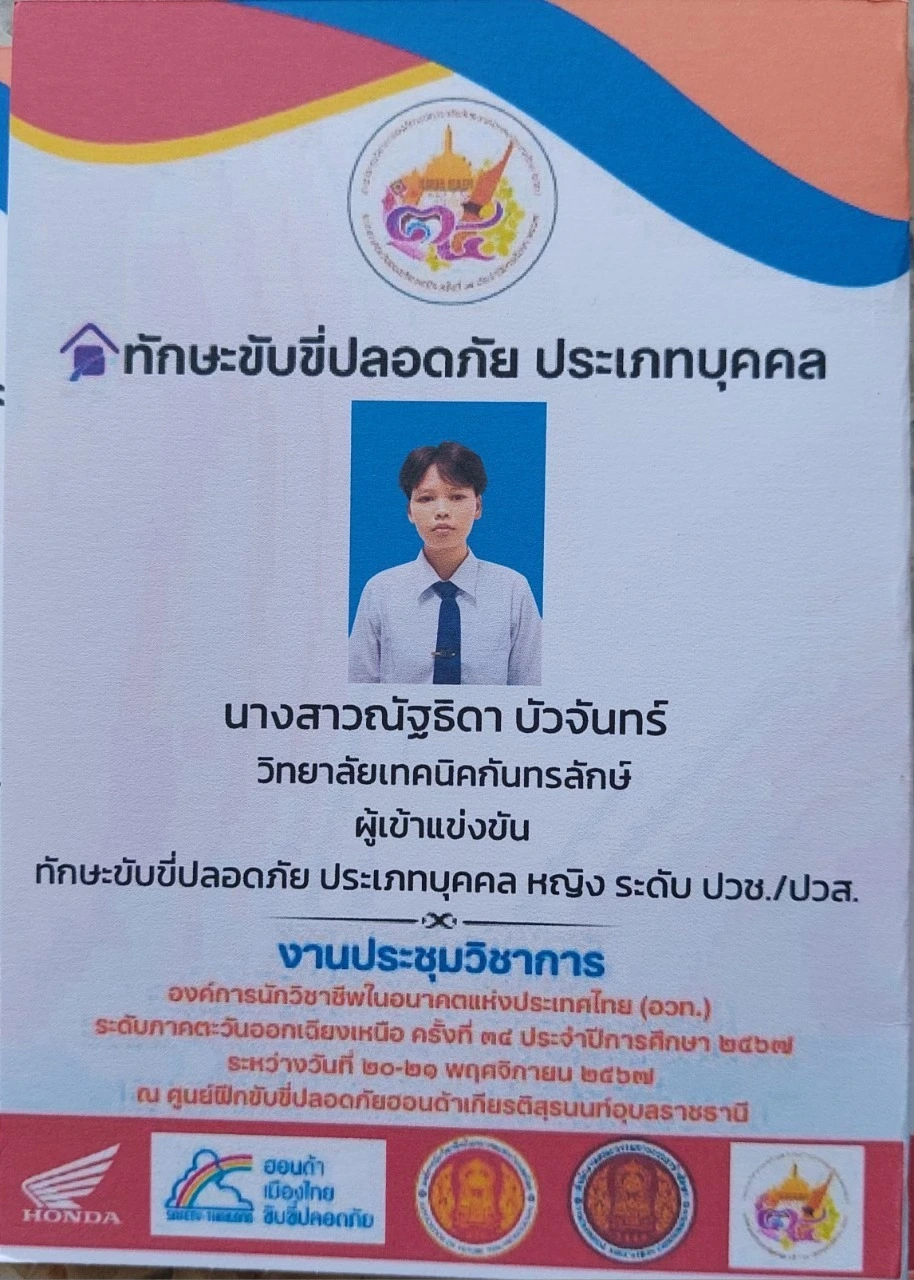 ทักษะขับขี่ปลอดภัย ประเภทบุคคล
นางสาวณัฐธิดา บัวจันทร์
วิทยาลัยเทคนิคกันทรลักษ์
ผู้เข้าแข่งขัน
ทักษะขับขี่ปลอดภัย ประเภทบุคคล หญิง ระดับ ปวช./ปวส.
งานประชุมวิชาการ
องค์การนักวิชาชีพในอนาคตแห่งประเทศไทย (อวท.)
ระดับภาคตะวันออกเฉียงเหนือ ครั้งที่ ๓๔ ประจำปีการศึกษา ๒๕๖๗
ระหว่างวันที่ ๒๐-๒๑ พฤศจิกายน ๒๕๖๗
ณ ศูนย์ฝึกขับขี่ปลอดภัยฮอนด้าเกียรติสุรนนท์อุบลราชธานี
HONDA
SAFETY THAILAND
ฮอนด้า
เมืองไทย
ขับขี่ปลอดภัย